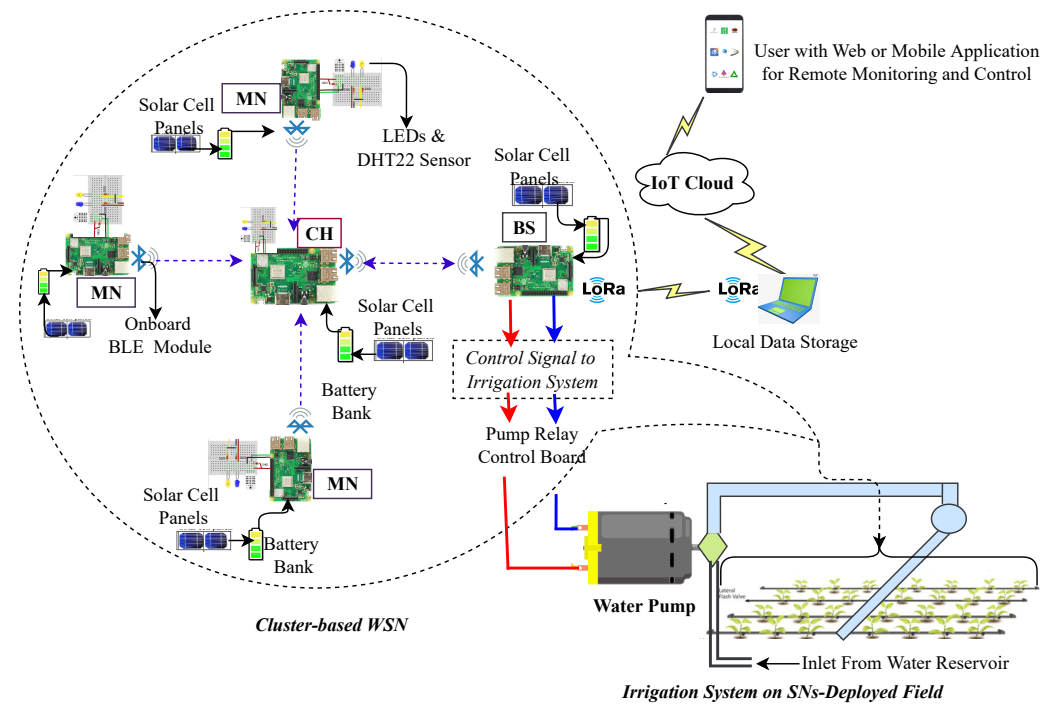 User with Web or Mobile Application
for Remote Monitoring and Control
MN
Solar Cell
Panels
LEDs &
DHT22 Sensor
Solar Cell
Panels
IoT Cloud
BS
CH
MN
LoRa
LoRa
Onboard
BLE Module
Solar Cell
Panels
Local Data Storage
Control Signal to
Irrigation System
Battery
Bank
Pump Relay
Control Board
MN
Solar Cell
Panels
Battery
Bank
Water Pump
Lateral
Flash Valve
Cluster-based WSN
Inlet From Water Reservoir
Irrigation System on SNs-Deployed Field